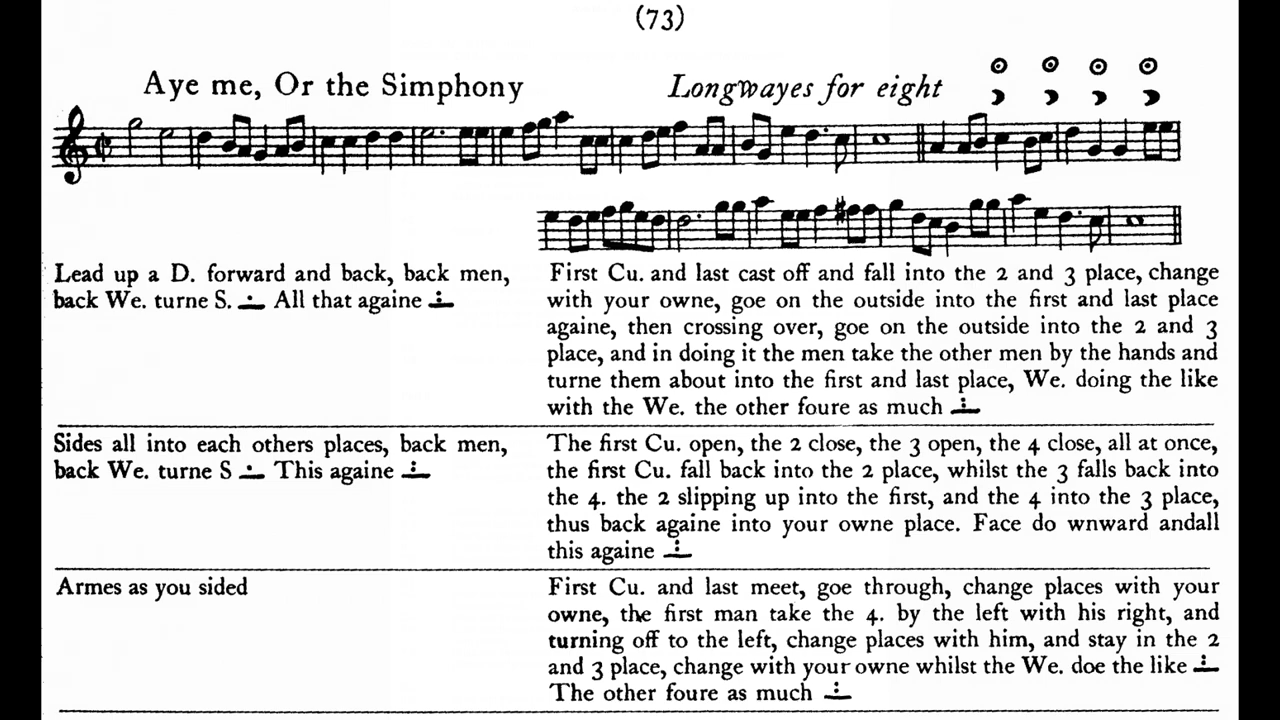 (73)
Aye me, Or the Simphony
Longwayes for eight
Lead up a D. forward and back, back men,
back We. turne S. All that againe
First Cu. and last cast off and fall into the 2 and 3 place, change
with your owne, goe on the outside into the first and last place
againe, then crossing over, goe on the outside into the 2 and 3
place, and in doing it the men take the other men by the hands and
turne them about into the first and last place, We. doing the like
with the We. the other foure as much
Sides all into each others places, back men,
back We. turne S This againe
The first Cu. open, the 2 close, the 3 open, the 4 close, all at once,
the first Cu. fall back into the 2 place, whilst the 3 falls back into
the 4. the 2 slipping up into the first, and the 4 into the 3 place,
thus back againe into your owne place. Face do wnward andall
this againe
Armes as you sided
First Cu. and last meet, goe through, change places with your
owne, the first man take the 4. by the left with his right, and
turning off to the left, change places with him, and stay in the 2
and 3 place, change with your owne whilst the We. doe the like
The other foure as much